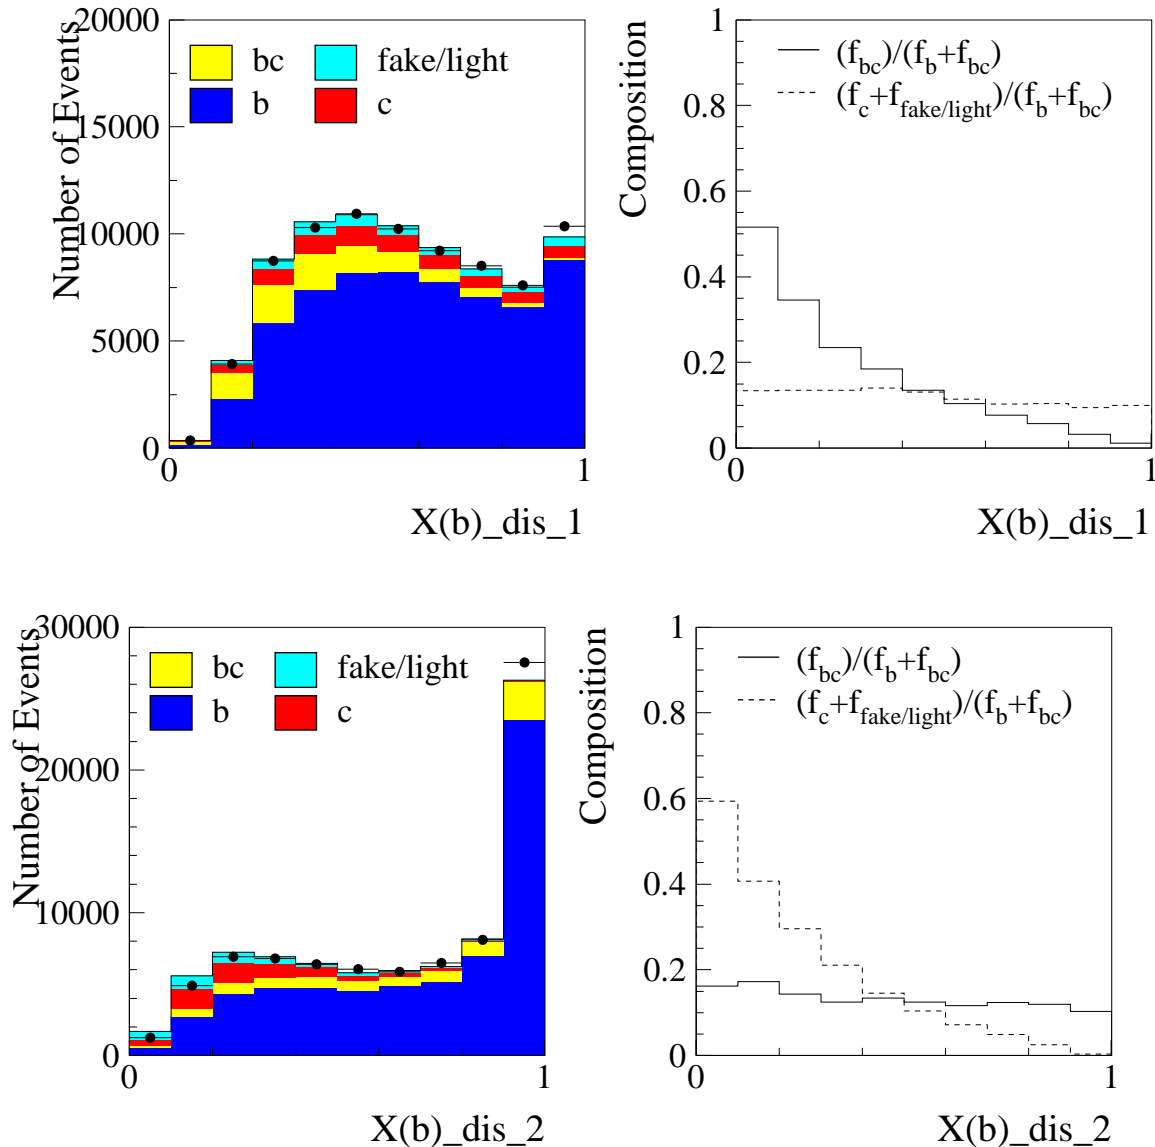 Number of Events
20000
15000
10000
5000
0
0
1
bc
fake/light
b
c
X(b)_dis_1
Composition
1
0.8
0.6
0.4
0.2
0
0
1
(f_bc)/(f_b+f_bc)
(f_c+f_fake/light)/(f_b+f_bc)
X(b)_dis_1
Number of Events
30000
20000
10000
0
0
1
bc
fake/light
b
c
X(b)_dis_2
Composition
1
0.8
0.6
0.4
0.2
0
0
1
(f_bc)/(f_b+f_bc)
(f_c+f_fake/light)/(f_b+f_bc)
X(b)_dis_2